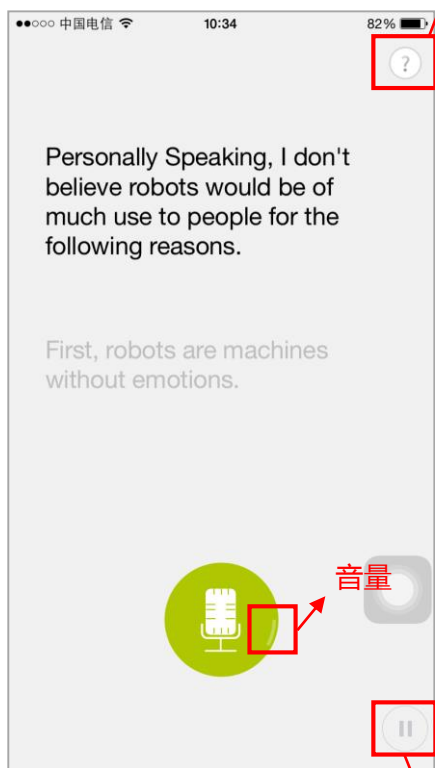 中国电信 10:34 82%
?
Personally Speaking, I don't
believe robots would be of
much use to people for the
following reasons.
First, robots are machines
without emotions.
音量